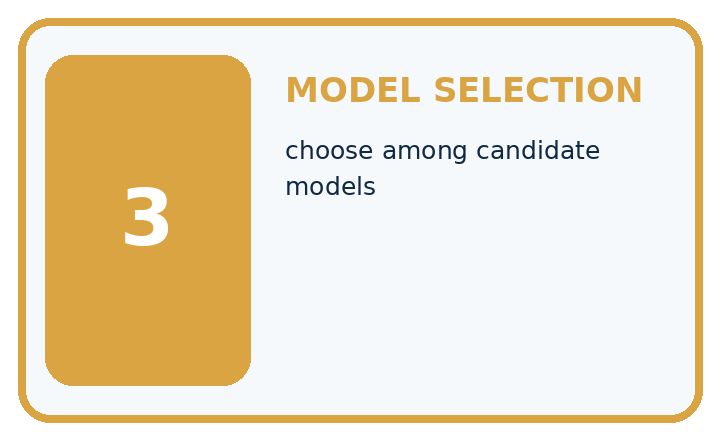 3
MODEL SELECTION
choose among candidate
models